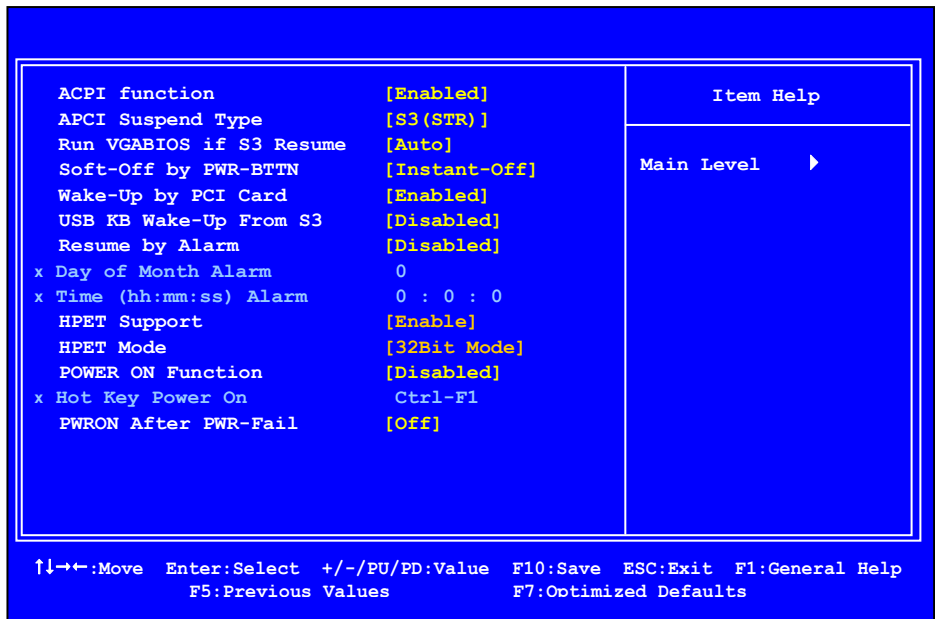 ACPI function [Enabled]
APCI Suspend Type [S3(STR)]
Run VGABIOS if S3 Resume [Auto]
Soft-Off by PWR-BTTN [Instant-Off]
Wake-Up by PCI Card [Enabled]
USB KB Wake-Up From S3 [Disabled]
Resume by Alarm [Disabled]
x Day of Month Alarm 0
x Time (hh:mm:ss) Alarm 0 : 0 : 0
HPET Support [Enable]
HPET Mode [32Bit Mode]
POWER ON Function [Disabled]
x Hot Key Power On Ctrl-F1
PWRON After PWR-Fail [Off]
Item Help
Main Level
↑↓→←:Move Enter:Select +/-/PU/PD:Value F10:Save ESC:Exit F1:General Help
F5:Previous Values F7:Optimized Defaults